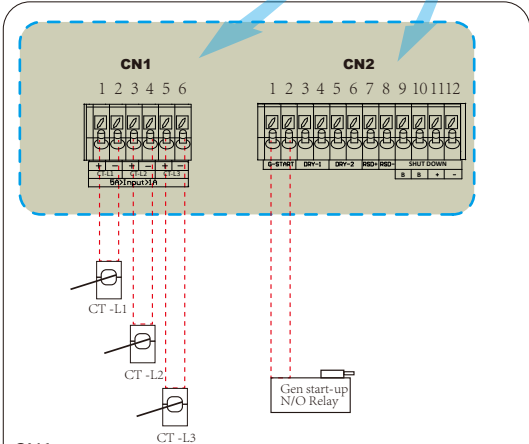 CN1 CN2
1 2 3 4 5 6 1 2 3 4 5 6 7 8 9 10 11 12
+ − + − + − G-START DRY-1 DRY-2 RSD+ RSD- SHUT DOWN
CT-L1 CT-L2 CT-L3 B B + −
5A>Input>1A
CT -L1
CT -L2
CT -L3
Gen start-up
N/O Relay